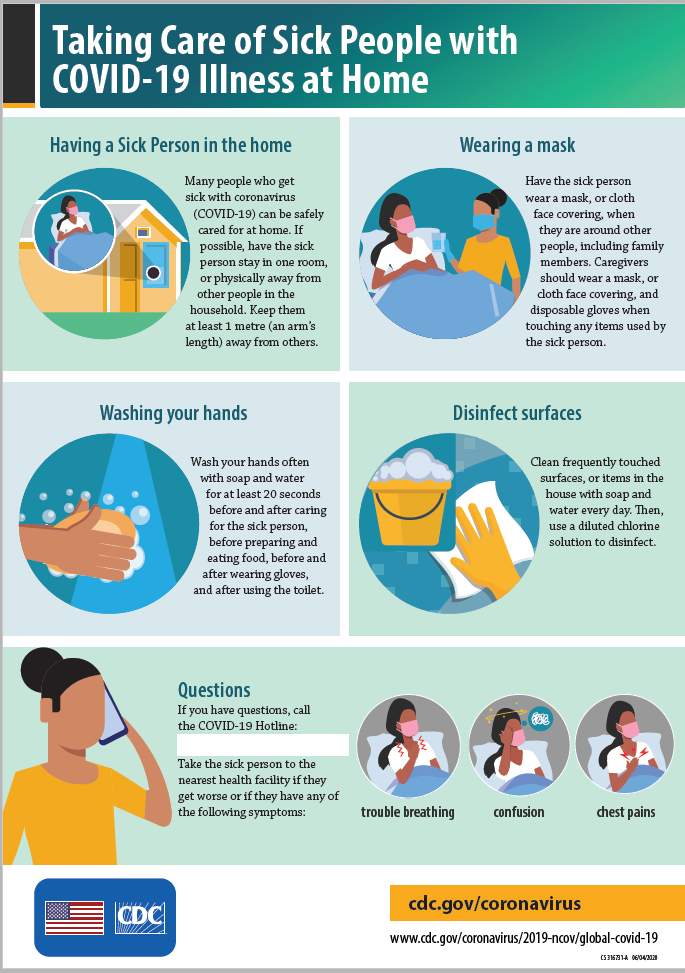 Taking Care of Sick People with
COVID-19 Illness at Home
Having a Sick Person in the home
Many people who get
sick with coronavirus
(COVID-19) can be safely
cared for at home. If
possible, have the sick
person stay in one room,
or physically away from
other people in the
household. Keep them
at least 1 metre (an arm's
length) away from others.
Wearing a mask
Have the sick person
wear a mask, or cloth
face covering, when
they are around other
people, including family
members. Caregivers
should wear a mask, or
cloth face covering, and
disposable gloves when
touching any items used by
the sick person.
Washing your hands
Wash your hands often
with soap and water
for at least 20 seconds
before and after caring
for the sick person,
before preparing and
eating food, before and
after wearing gloves,
and after using the toilet.
Disinfect surfaces
Clean frequently touched
surfaces, or items in the
house with soap and
water every day. Then,
use a diluted chlorine
solution to disinfect.
Questions
If you have questions, call
the COVID-19 Hotline:
Take the sick person to the
nearest health facility if they
get worse or if they have any of
the following symptoms:
trouble breathing
confusion
chest pains
CDC
cdc.gov/coronavirus
www.cdc.gov/coronavirus/2019-ncov/global-covid-19
CS 316731-A 06/04/2020